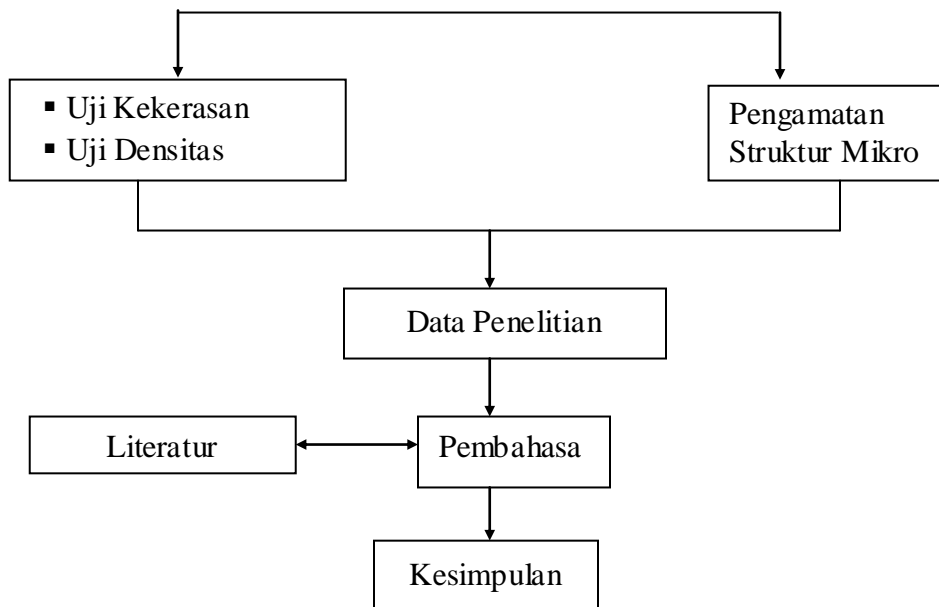 ▪ Uji Kekerasan
▪ Uji Densitas
Pengamatan
Struktur Mikro
Data Penelitian
Literatur
Pembahasa
Kesimpulan